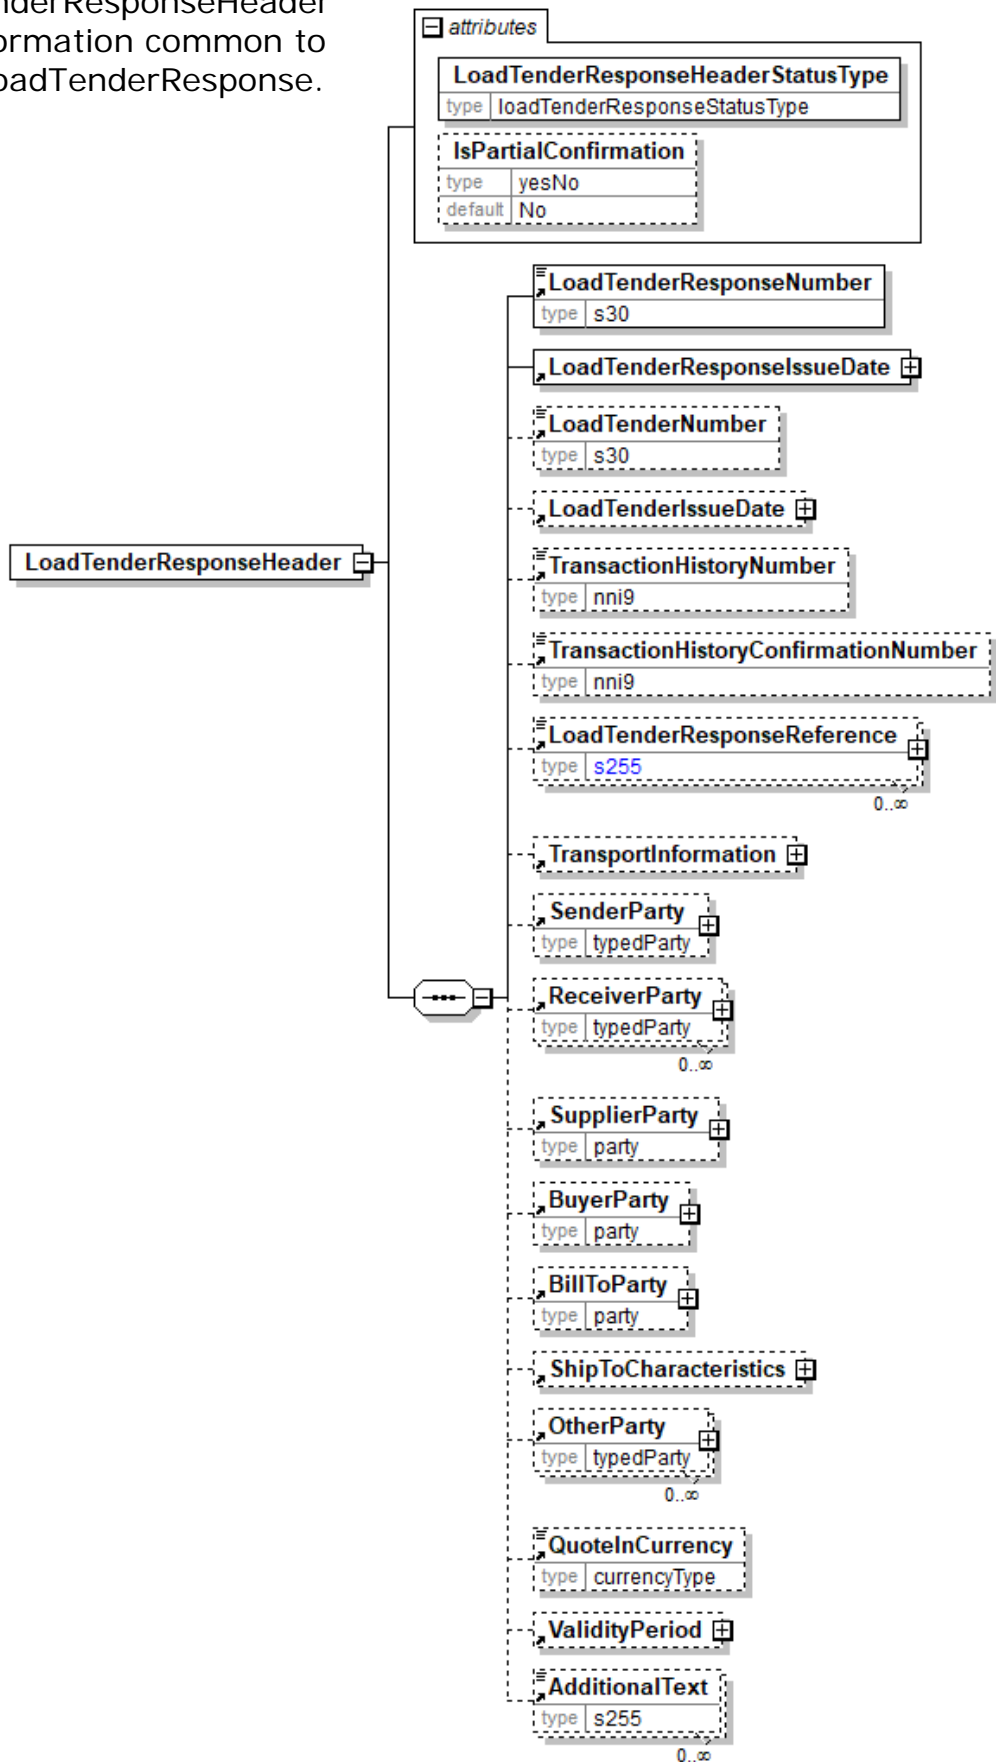 common to
attributes
LoadTenderResponseHeaderStatusType
type loadTenderResponseStatusType
IsPartialConfirmation
type yesNo
default No
LoadTenderResponseNumber
type s30
LoadTenderResponseIssueDate
LoadTenderNumber
type s30
LoadTenderIssueDate
LoadTenderResponseHeader
TransactionHistoryNumber
type nni9
TransactionHistoryConfirmationNumber
type nni9
LoadTenderResponseReference
type s255
0..∞
TransportInformation
SenderParty
type typedParty
ReceiverParty
type typedParty
0..∞
SupplierParty
type party
BuyerParty
type party
BillToParty
type party
ShipToCharacteristics
OtherParty
type typedParty
0..∞
QuoteInCurrency
type currencyType
ValidityPeriod
AdditionalText
type s255
0..∞